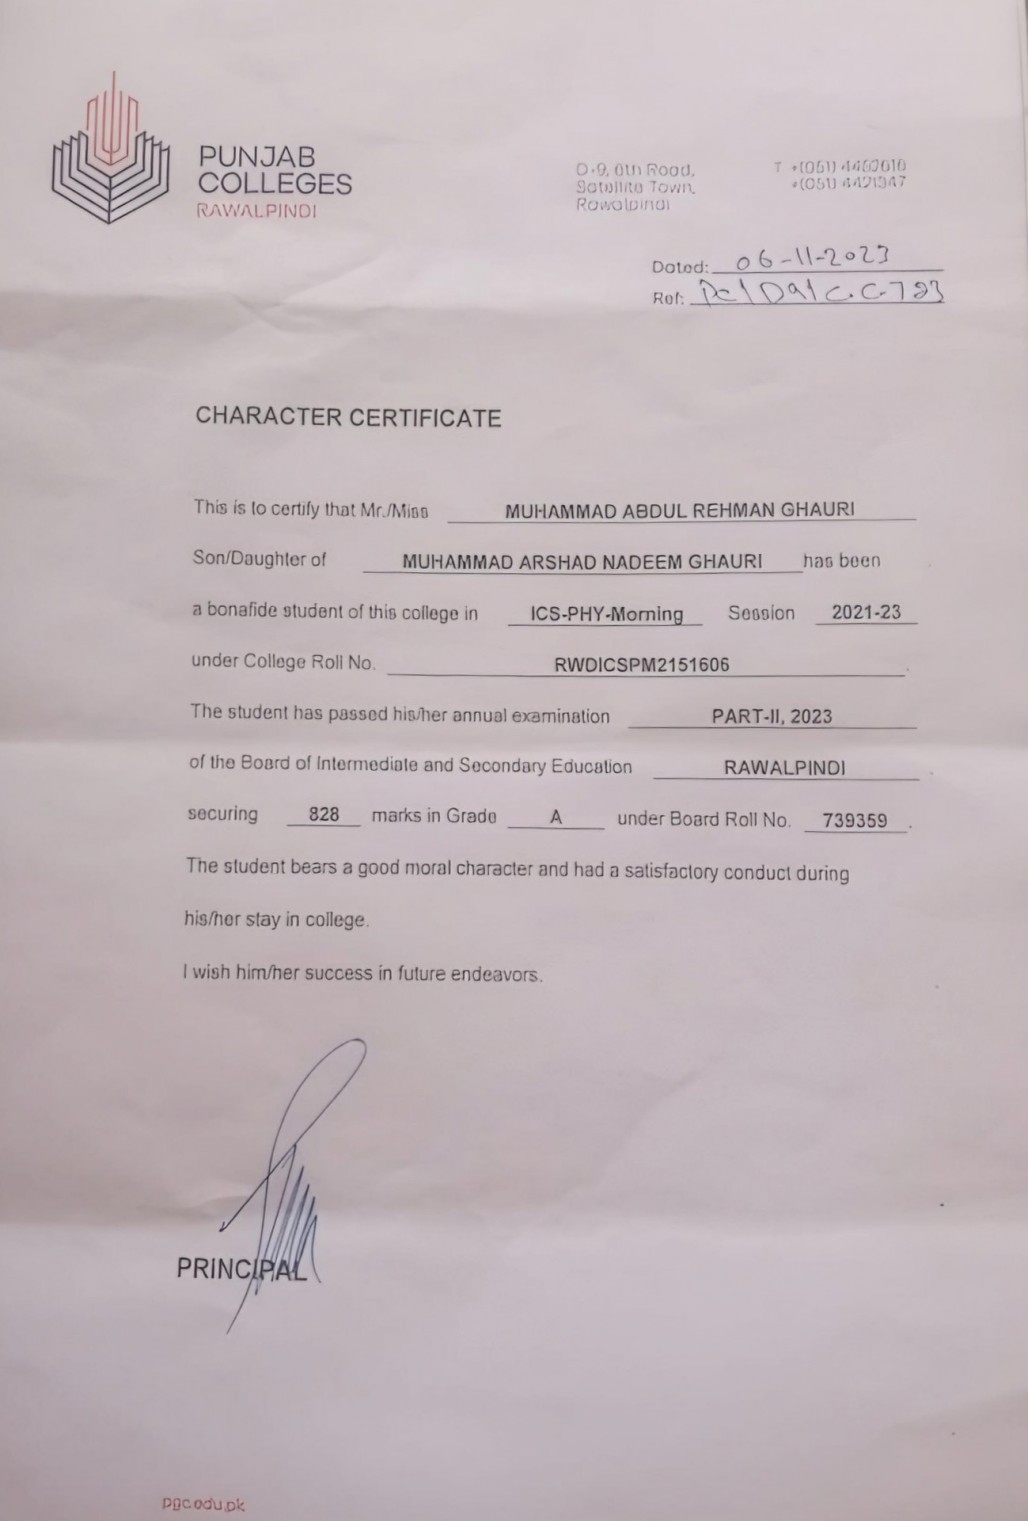 PUNJAB
COLLEGES
RAWALPINDI
D-9, 6th Road,
Satellite Town,
Rawalpindi
T +(051)
+(051) 4421347
Dated: 06-11-2023
Ref: PC/D9/C.C-783
CHARACTER CERTIFICATE
This is to certify that Mr./Miss MUHAMMAD ABDUL REHMAN GHAURI
Son/Daughter of MUHAMMAD ARSHAD NADEEM GHAURI has been
a bonafide student of this college in ICS-PHY-Morning Session 2021-23
under College Roll No. RWDICSPM2151606.
The student has passed his/her annual examination PART-II, 2023
of the Board of Intermediate and Secondary Education RAWALPINDI.
securing 828 marks in Grade A under Board Roll No. 739359.
The student bears a good moral character and had a satisfactory conduct during
his/her stay in college.
I wish him/her success in future endeavors.
PRINCIPAL
pgc.edu.pk